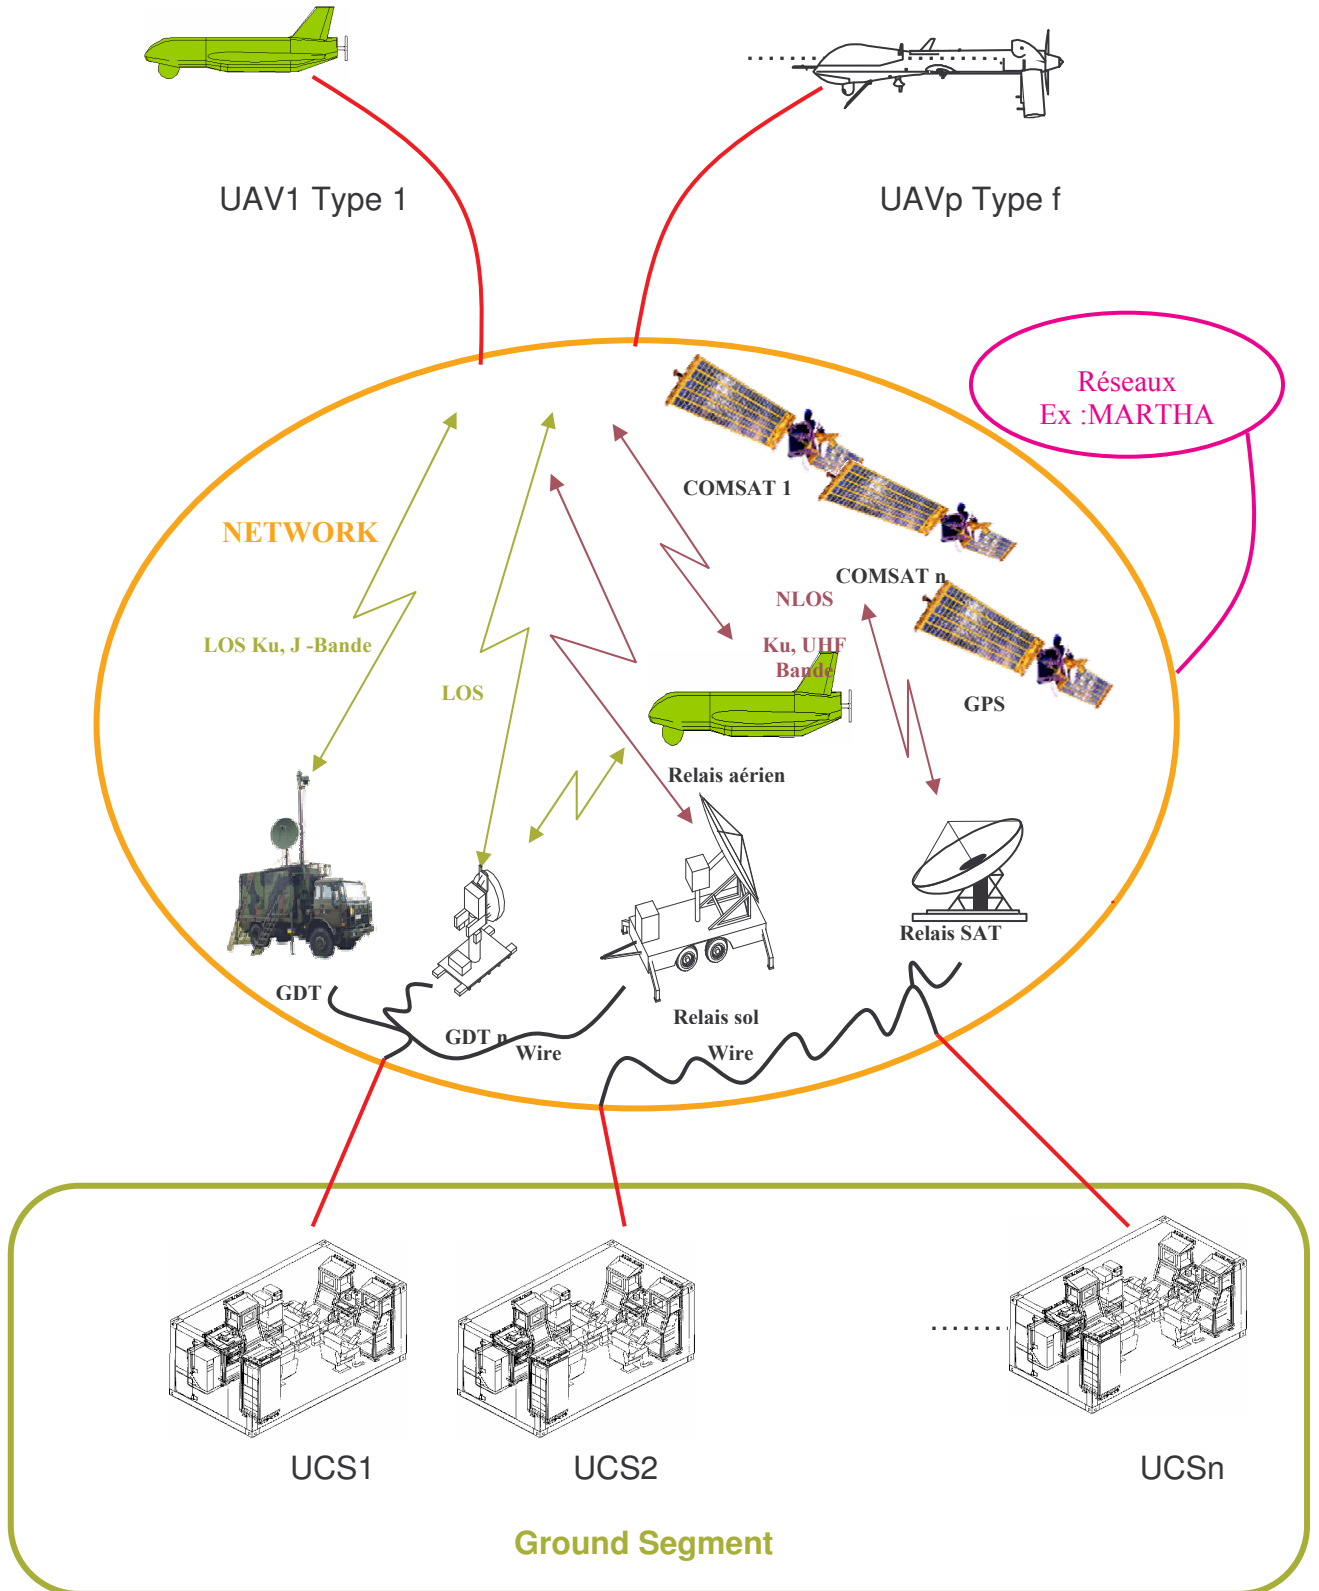 UAV1 Type 1
UAVp Type f
Réseaux
Ex :MARTHA
COMSAT 1
NETWORK
COMSAT n
NLOS
LOS Ku, J -Bande
Ku, UHF
Bande
LOS
GPS
Relais aérien
Relais SAT
GDT
Relais sol
GDT n
Wire
Wire
UCS1
UCS2
UCSn
Ground Segment